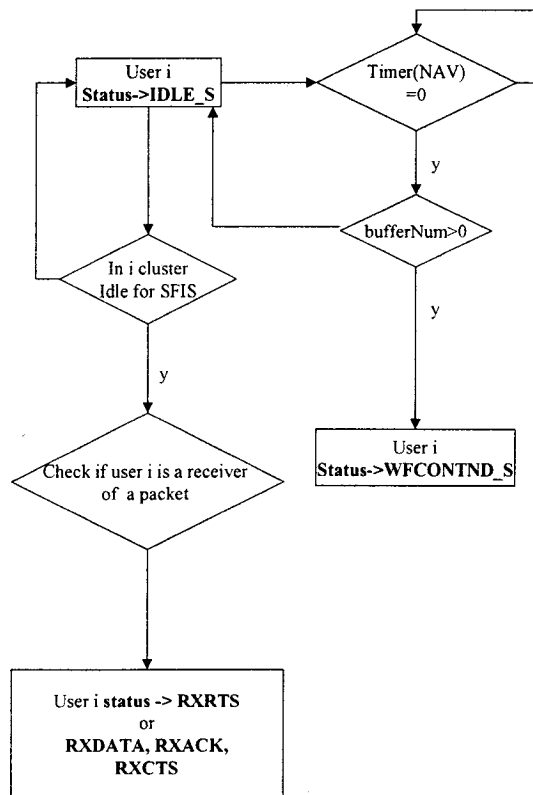 User i
Status->IDLE_S
Timer(NAV)
=0
y
bufferNum>0
In i cluster
Idle for SFIS
y
y
Check if user i is a receiver
of a packet
User i
Status->WFCONTND_S
User i status -> RXRTS
or
RXDATA, RXACK,
RXCTS